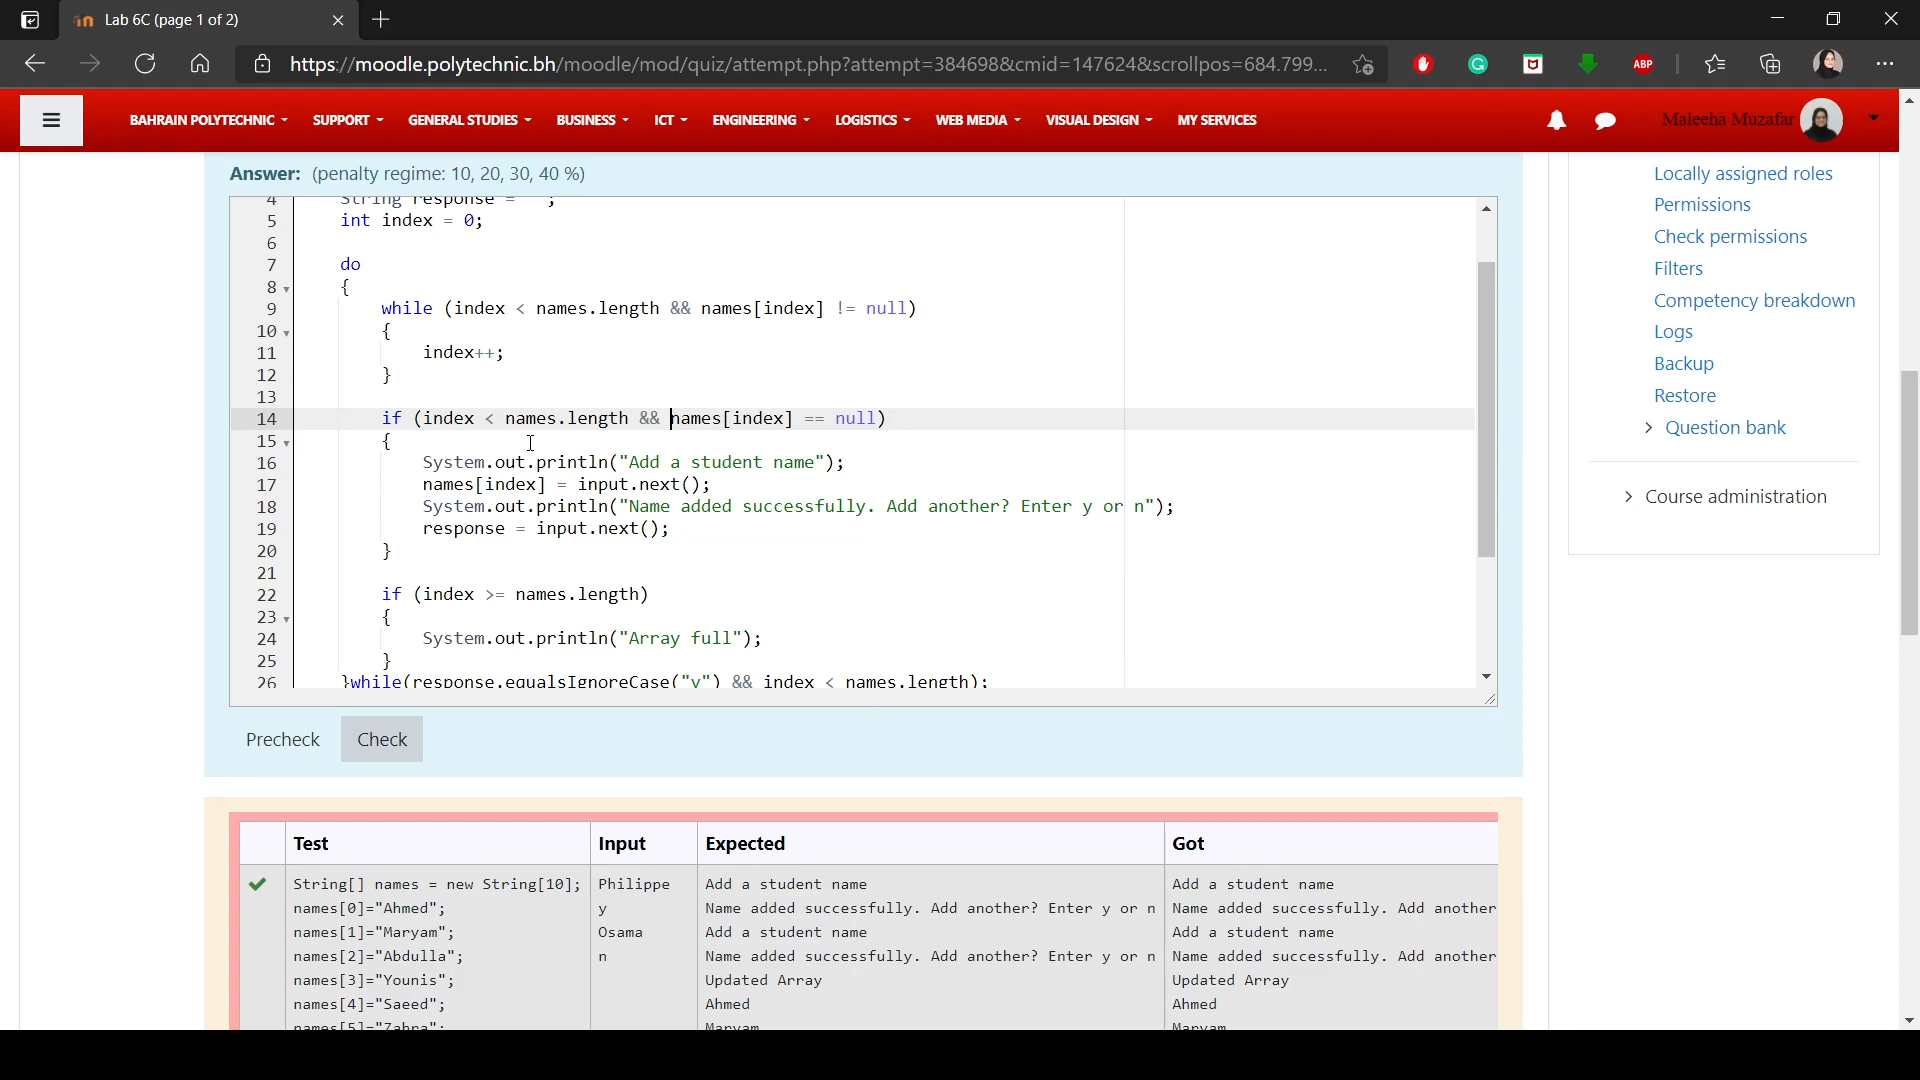 Lab 6C (page 1 of 2)
https://moodle.polytechnic.bh/moodle/mod/quiz/attempt.php?attempt=384698&cmid=147624&scrollpos=684.799...
ABP
BAHRAIN POLYTECHNIC SUPPORT GENERAL STUDIES BUSINESS ICT ENGINEERING LOGISTICS WEB MEDIA VISUAL DESIGN MY SERVICES
Maleeha Muzafar
Answer: (penalty regime: 10, 20, 30, 40 %)
4 String response = "";
5 int index = 0;
6
7 do
8 {
9 while (index < names.length && names[index] != null)
10 {
11 index++;
12 }
13
14 if (index < names.length && names[index] == null)
15 {
16 System.out.println("Add a student name");
17 names[index] = input.next();
18 System.out.println("Name added successfully. Add another? Enter y or n");
19 response = input.next();
20 }
21
22 if (index >= names.length)
23 {
24 System.out.println("Array full");
25 }
26 }while(response.equalsIgnoreCase("y") && index < names.length);
Precheck Check
Locally assigned roles
Permissions
Check permissions
Filters
Competency breakdown
Logs
Backup
Restore
Question bank
Course administration
Test Input Expected Got
String[] names = new String[10]; Philippe Add a student name Add a student name
names[0]="Ahmed"; y Name added successfully. Add another? Enter y or n Name added successfully. Add another
names[1]="Maryam"; Osama Add a student name Add a student name
names[2]="Abdulla"; n Name added successfully. Add another? Enter y or n Name added successfully. Add another
names[3]="Younis"; Updated Array Updated Array
names[4]="Saeed"; Ahmed Ahmed
names[5]="Zahra"; Maryam Maryam